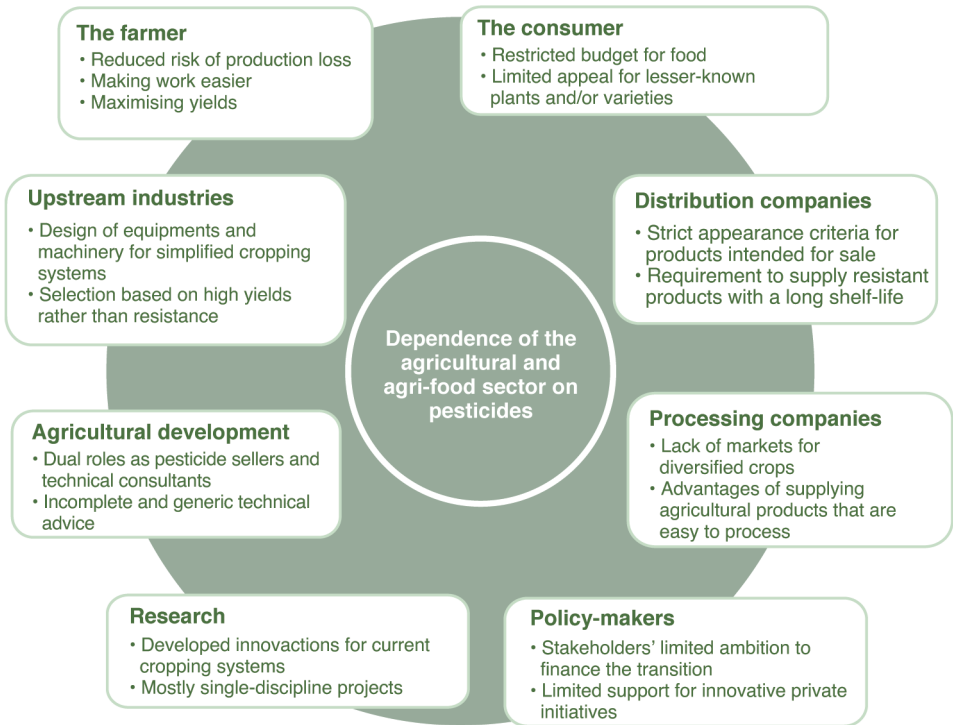 The farmer
• Reduced risk of production loss
• Making work easier
• Maximising yields
The consumer
• Restricted budget for food
• Limited appeal for lesser-known
plants and/or varieties
Upstream industries
• Design of equipments and
machinery for simplified cropping
systems
• Selection based on high yields
rather than resistance
Distribution companies
• Strict appearance criteria for
products intended for sale
• Requirement to supply resistant
products with a long shelf-life
Dependence of the
agricultural and
agri-food sector on
pesticides
Agricultural development
• Dual roles as pesticide sellers and
technical consultants
• Incomplete and generic technical
advice
Processing companies
• Lack of markets for
diversified crops
• Advantages of supplying
agricultural products that are
easy to process
Research
• Developed innovactions for current
cropping systems
• Mostly single-discipline projects
Policy-makers
• Stakeholders’ limited ambition to
finance the transition
• Limited support for innovative private
initiatives